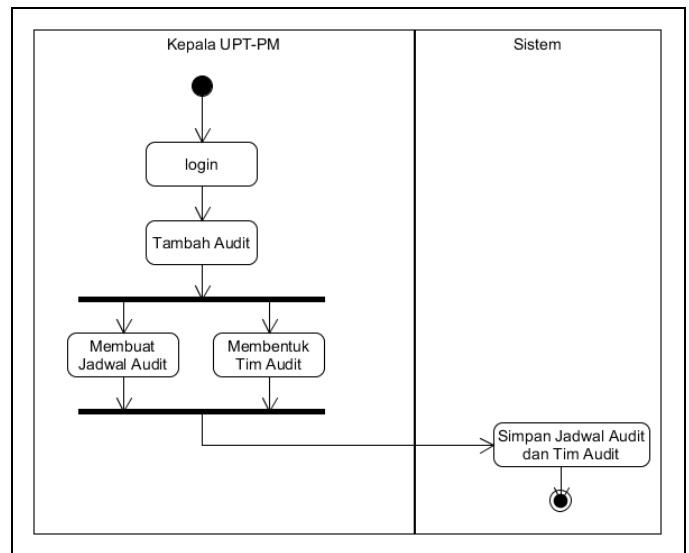 Kepala UPT-PM
Sistem
login
Tambah Audit
Membuat
Jadwal Audit
Membentuk
Tim Audit
Simpan Jadwal Audit
dan Tim Audit